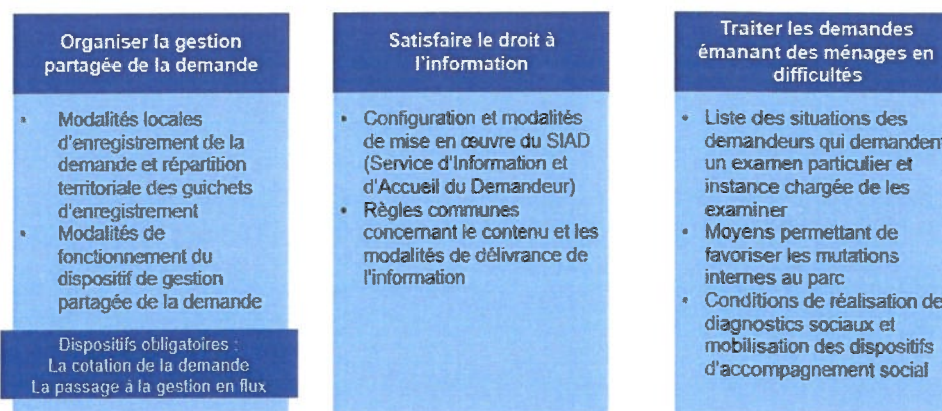 Organiser la gestion
partagée de la demande
• Modalités locales
d'enregistrement de la
demande et répartition
territoriale des guichets
d'enregistrement
• Modalités de
fonctionnement du
dispositif de gestion
partagée de la demande
Dispositifs obligatoires :
La cotation de la demande
La passage à la gestion en flux
Satisfaire le droit à
l'information
• Configuration et modalités
de mise en œuvre du SIAD
(Service d'Information et
d'Accueil du Demandeur)
• Règles communes
concernant le contenu et les
modalités de délivrance de
l'information
Traiter les demandes
émanant des ménages en
difficultés
• Liste des situations des
demandeurs qui demandent
un examen particulier et
instance chargée de les
examiner
• Moyens permettant de
favoriser les mutations
internes au parc
• Conditions de réalisation de
diagnostics sociaux et
mobilisation des dispositifs
d'accompagnement social